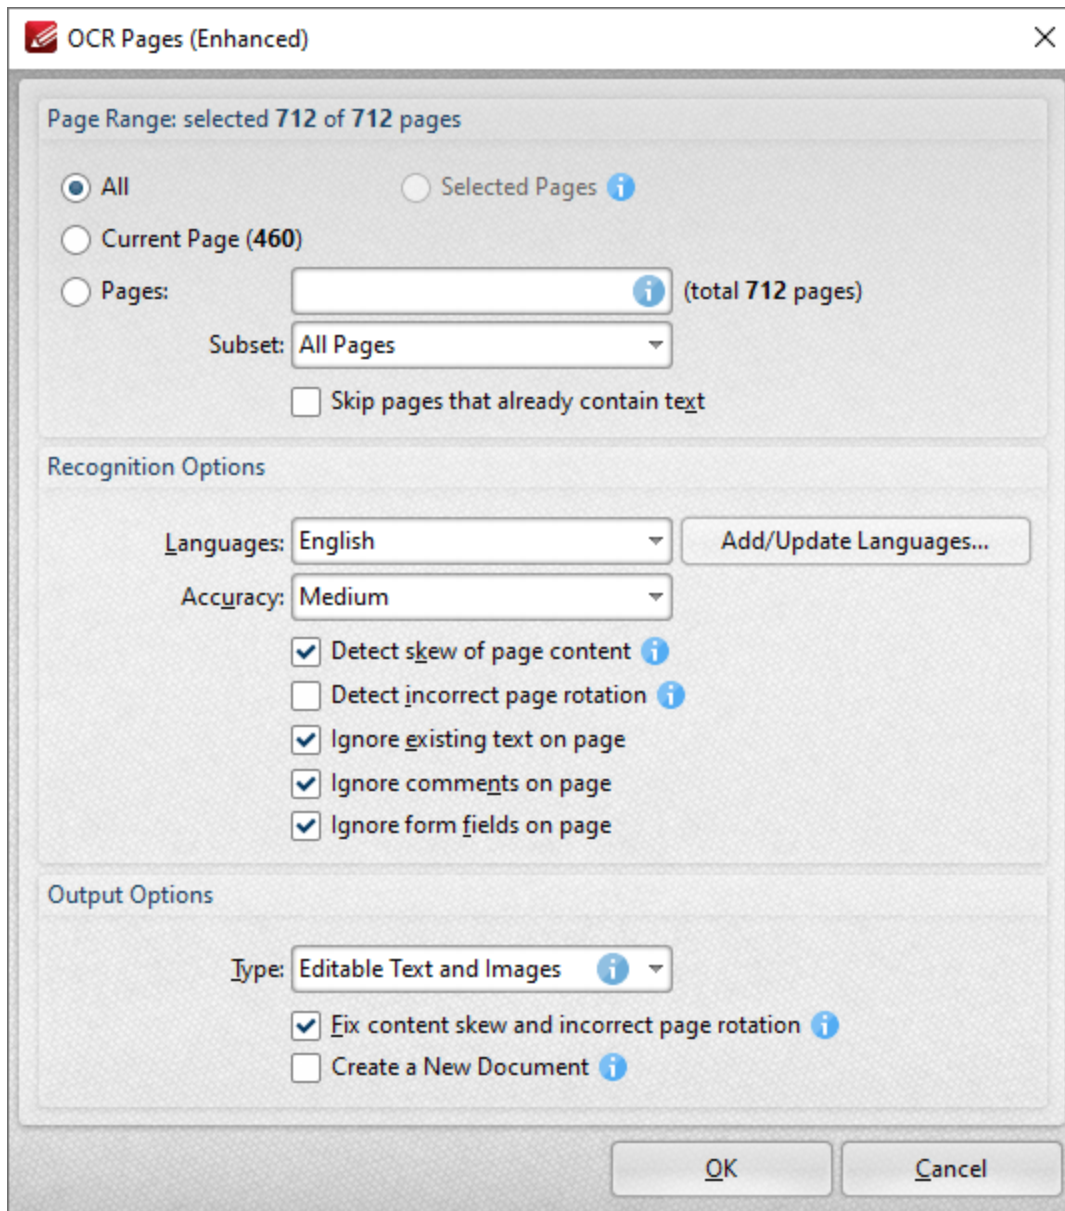 OCR Pages (Enhanced)
Page Range: selected 712 of 712 pages
All Selected Pages
Current Page (460)
Pages: (total 712 pages)
Subset: All Pages
Skip pages that already contain text
Recognition Options
Languages: English Add/Update Languages...
Accuracy: Medium
Detect skew of page content
Detect incorrect page rotation
Ignore existing text on page
Ignore comments on page
Ignore form fields on page
Output Options
Type: Editable Text and Images
Fix content skew and incorrect page rotation
Create a New Document
OK Cancel